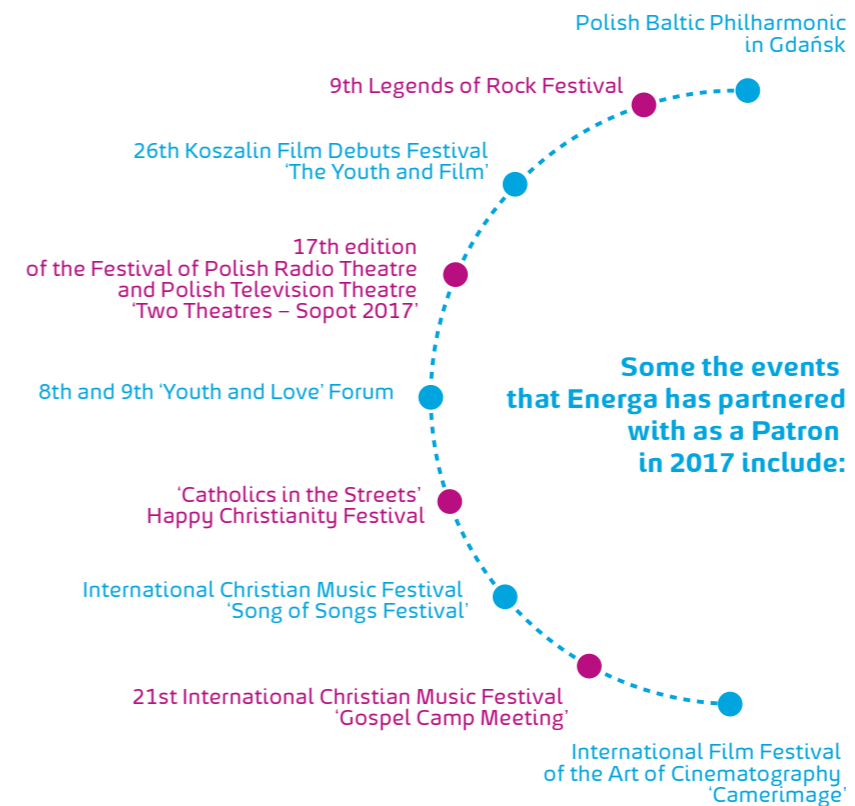 Polish Baltic Philharmonic
in Gdańsk
9th Legends of Rock Festival
26th Koszalin Film Debuts Festival
‘The Youth and Film’
17th edition
of the Festival of Polish Radio Theatre
and Polish Television Theatre
‘Two Theatres – Sopot 2017’
8th and 9th ‘Youth and Love’ Forum
Some the events
that Energa has partnered
with as a Patron
in 2017 include:
‘Catholics in the Streets’
Happy Christianity Festival
International Christian Music Festival
‘Song of Songs Festival’
21st International Christian Music Festival
‘Gospel Camp Meeting’
International Film Festival
of the Art of Cinematography
‘Camerimage’